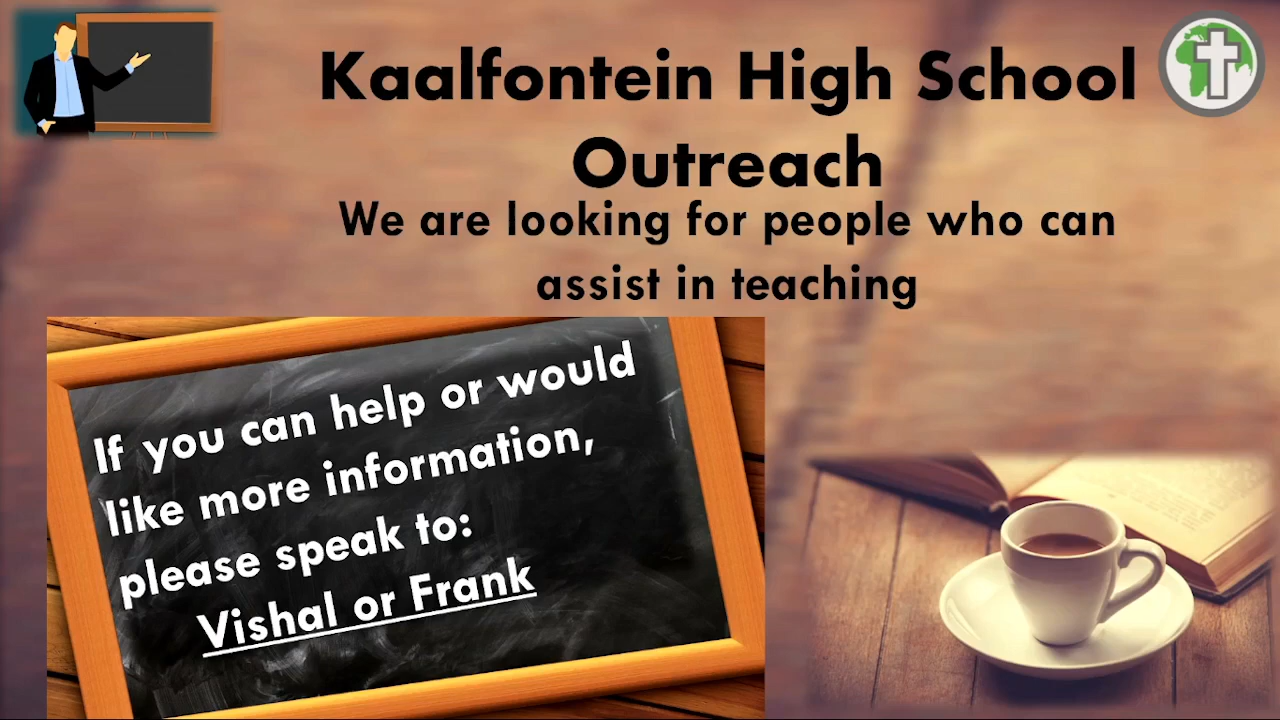 Kaalfontein High School
Outreach
We are looking for people who can
assist in teaching
If you can help or would
like more information,
please speak to:
Vishal or Frank